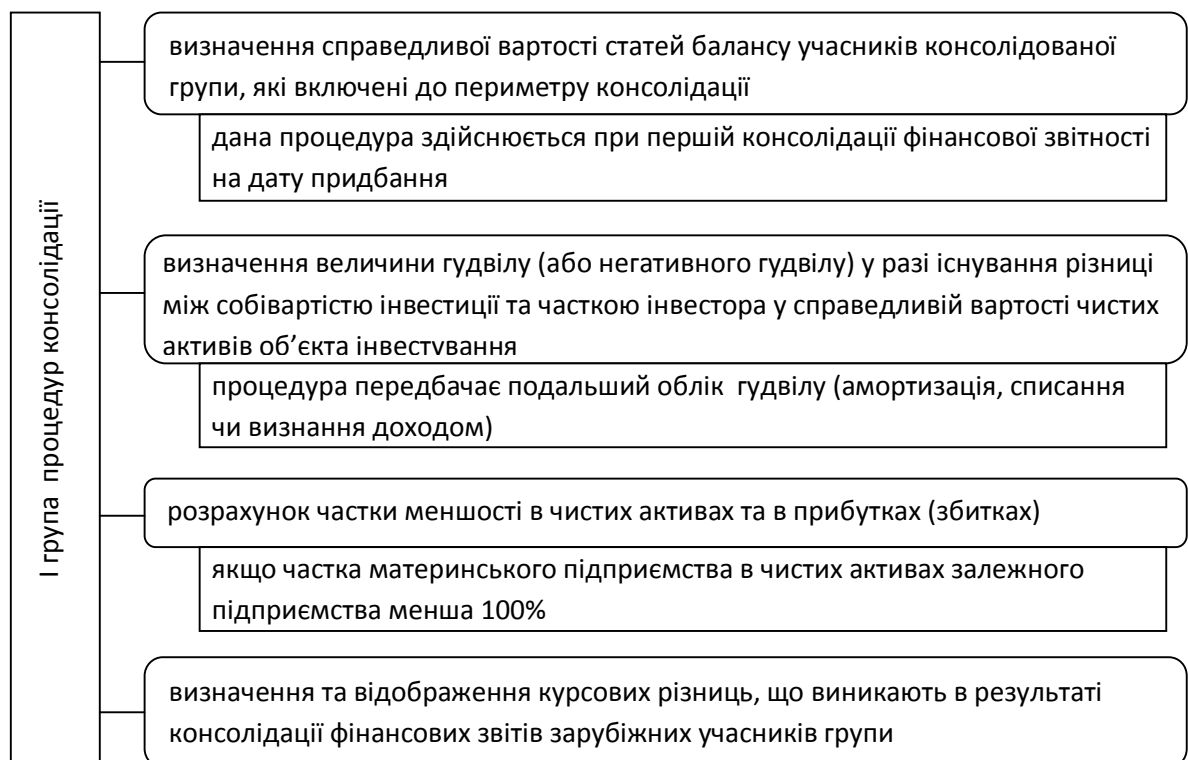 І група процедур консолідації
визначення справедливої вартості статей балансу учасників консолідованої
групи, які включені до периметру консолідації
дана процедура здійснюється при першій консолідації фінансової звітності
на дату придбання
визначення величини гудвілу (або негативного гудвілу) у разі існування різниці
між собівартістю інвестиції та часткою інвестора у справедливій вартості чистих
активів об’єкта інвестування
процедура передбачає подальший облік гудвілу (амортизація, списання
чи визнання доходом)
розрахунок частки меншості в чистих активах та в прибутках (збитках)
якщо частка материнського підприємства в чистих активах залежного
підприємства менша 100%
визначення та відображення курсових різниць, що виникають в результаті
консолідації фінансових звітів зарубіжних учасників групи